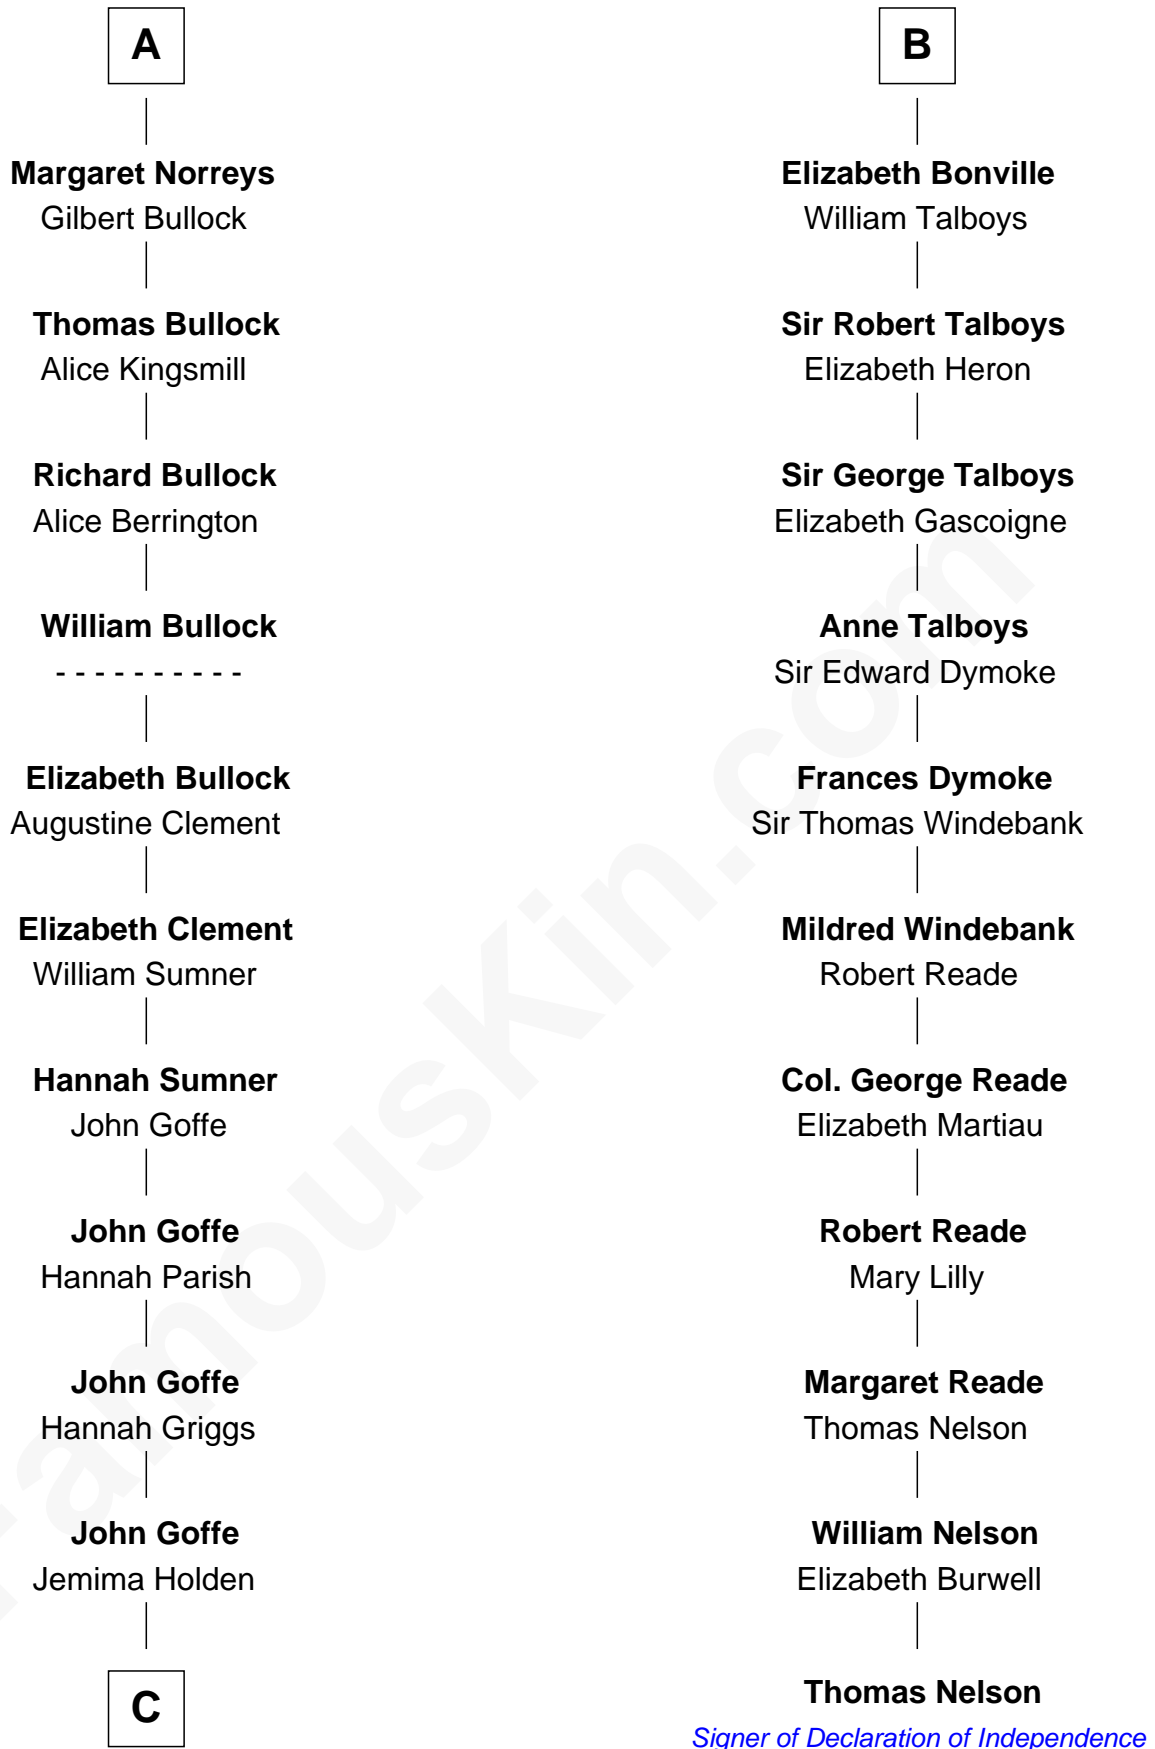 A
Margaret Norreys
Gilbert Bullock
Thomas Bullock
Alice Kingsmill
Richard Bullock
Alice Berrington
William Bullock
- - - - - - - - - -
Elizabeth Bullock
Augustine Clement
Elizabeth Clement
William Sumner
Hannah Sumner
John Goffe
John Goffe
Hannah Parish
John Goffe
Hannah Griggs
John Goffe
Jemima Holden
C
B
Elizabeth Bonville
William Talboys
Sir Robert Talboys
Elizabeth Heron
Sir George Talboys
Elizabeth Gascoigne
Anne Talboys
Sir Edward Dymoke
Frances Dymoke
Sir Thomas Windebank
Mildred Windebank
Robert Reade
Col. George Reade
Elizabeth Martiau
Robert Reade
Mary Lilly
Margaret Reade
Thomas Nelson
William Nelson
Elizabeth Burwell
Thomas Nelson
Signer of Declaration of Independence
FamousKin.com